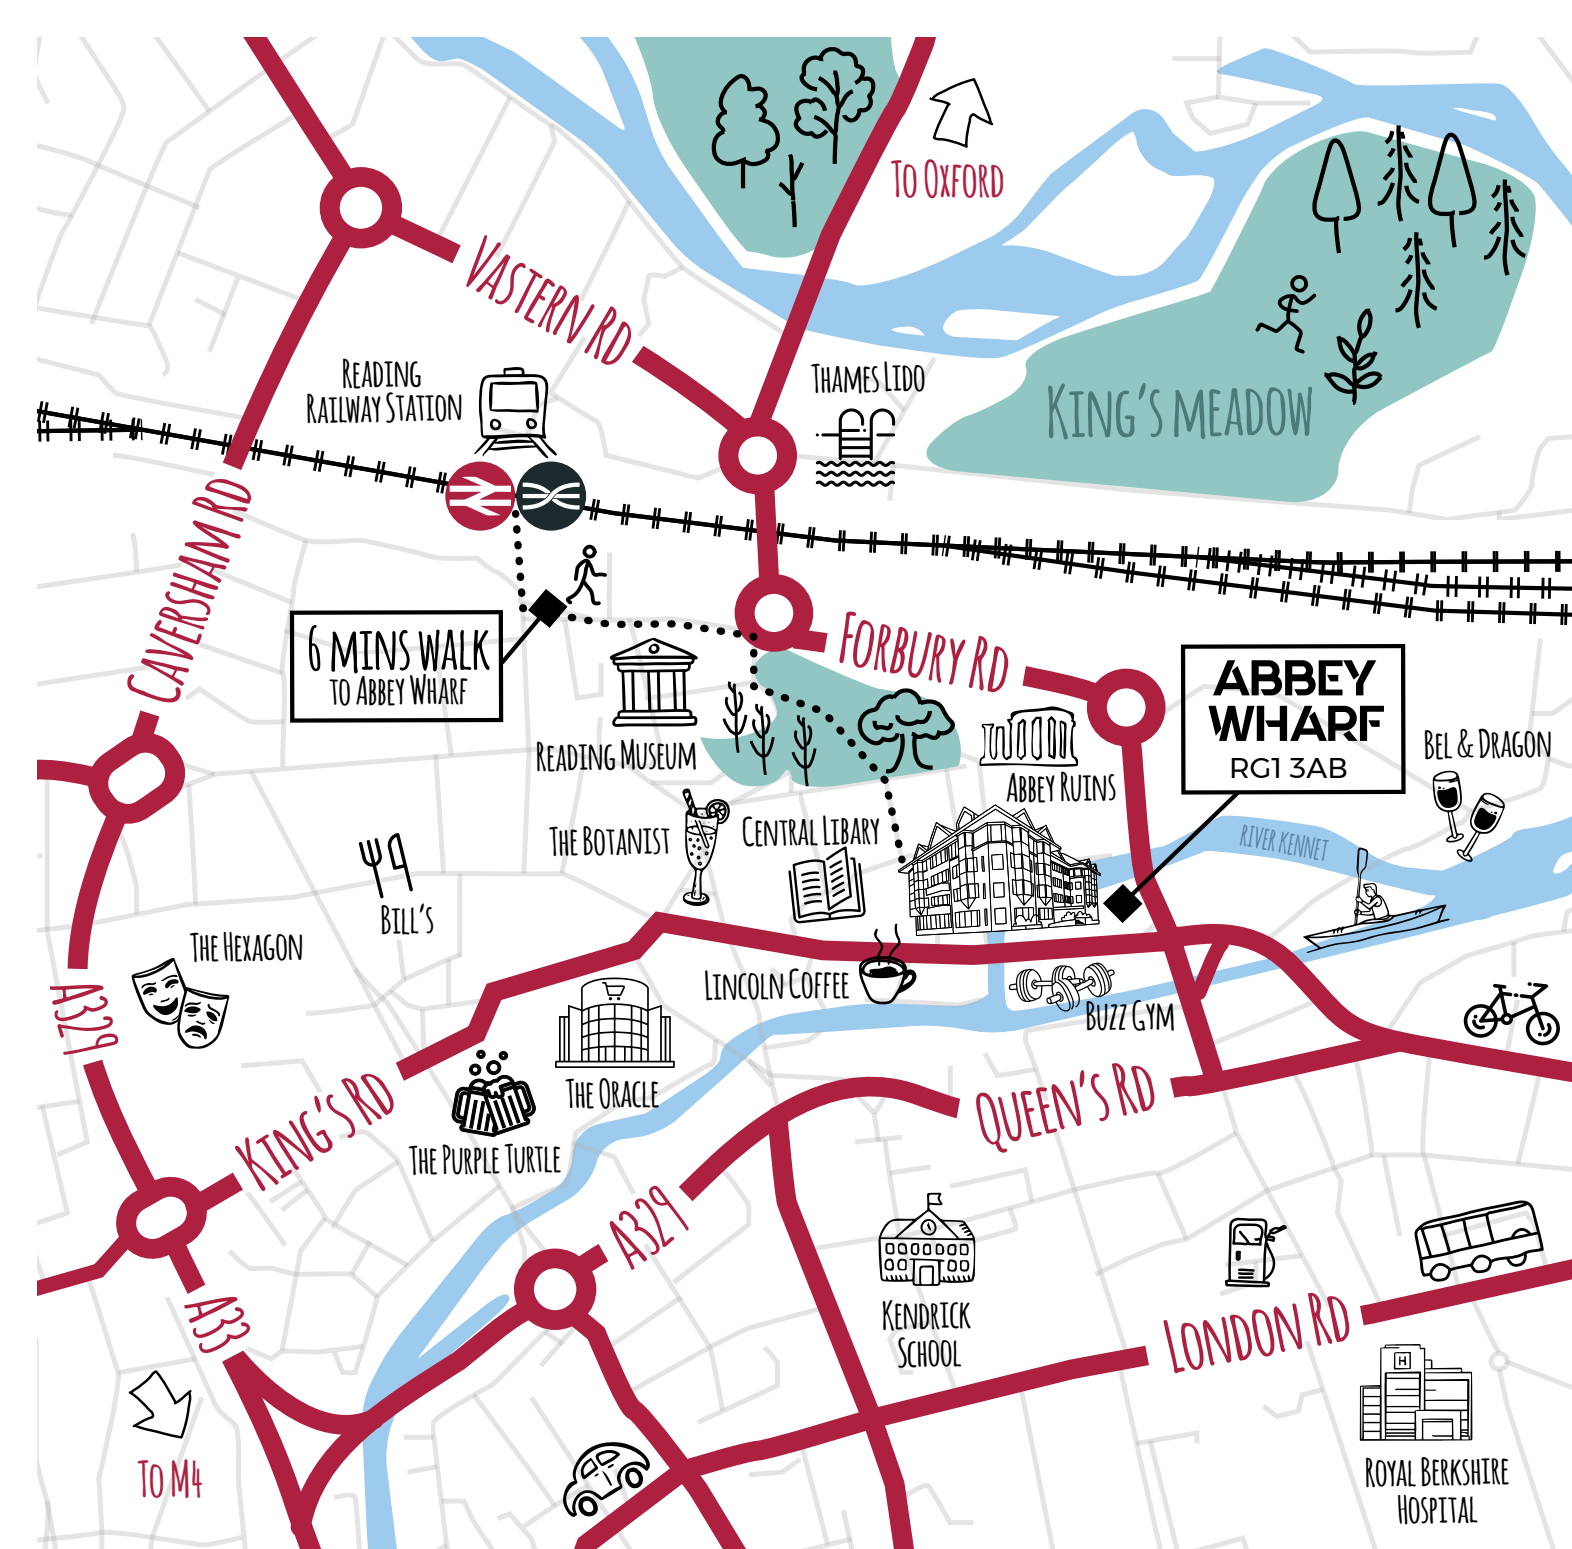 To Oxford
Vastern Rd
Reading
Railway Station
Thames Lido
King's Meadow
Caversham Rd
6 mins walk
to Abbey Wharf
Forbury Rd
ABBEY
WHARF
RG1 3AB
Bel & Dragon
Reading Museum
Abbey Ruins
The Botanist
Central Libary
River Kennet
Bill's
The Hexagon
Lincoln Coffee
Buzz Gym
A329
The Oracle
King's Rd
Queen's Rd
The Purple Turtle
A329
A33
Kendrick
School
London Rd
H
To M4
Royal Berkshire
Hospital